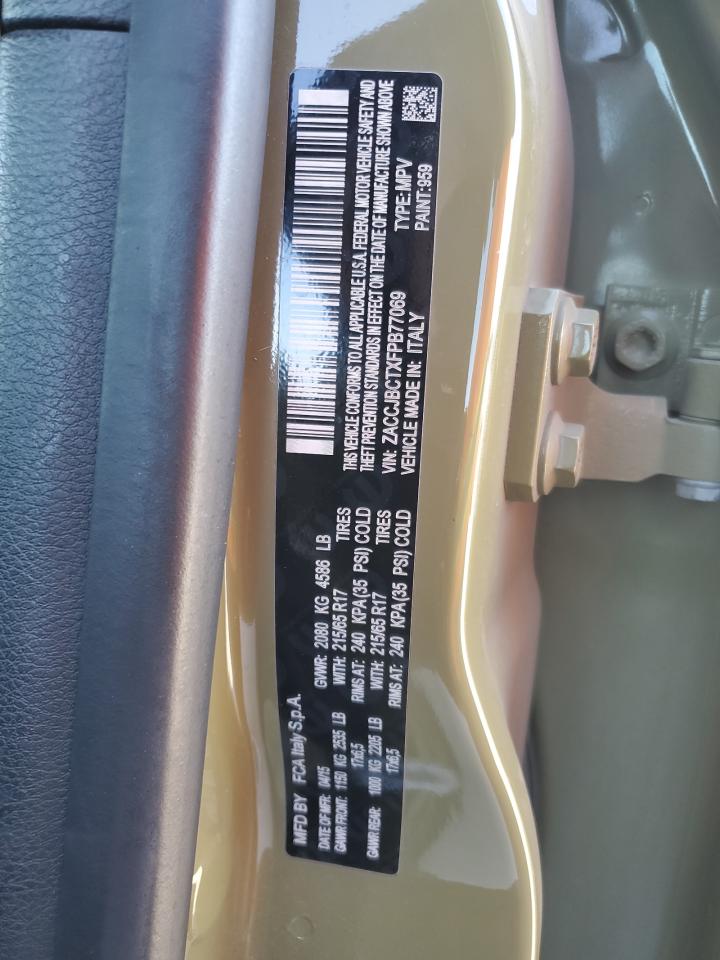 MFD BY FCA Italy S.p.A.
DATE OF MFR: 04/15 GVWR: 2080 KG 4586 LB
GAWR FRONT: 1150 KG 2535 LB WITH: 215/65 R17 TIRES
17x6,5 RIMS AT: 240 KPA(35 PSI) COLD
GAWR REAR: 1000 KG 2205 LB WITH: 215/65 R17 TIRES
17x6,5 RIMS AT: 240 KPA(35 PSI) COLD
THIS VEHICLE CONFORMS TO ALL APPLICABLE U.S.A. FEDERAL MOTOR VEHICLE SAFETY AND
THEFT PREVENTION STANDARDS IN EFFECT ON THE DATE OF MANUFACTURE SHOWN ABOVE
VIN: ZACCJBCTXFPB77069 TYPE: MPV
VEHICLE MADE IN: ITALY PAINT: 959